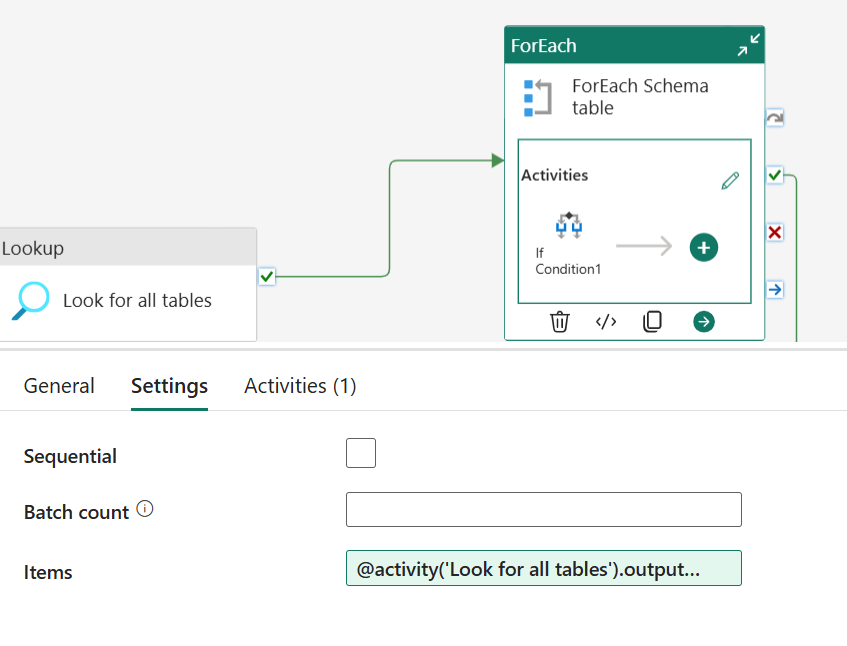 ForEach
ForEach Schema
table
Activities
If
Condition1
Lookup
Look for all tables
</>
General
Settings
Activities (1)
Sequential
Batch count
Items
@activity('Look for all tables').output...